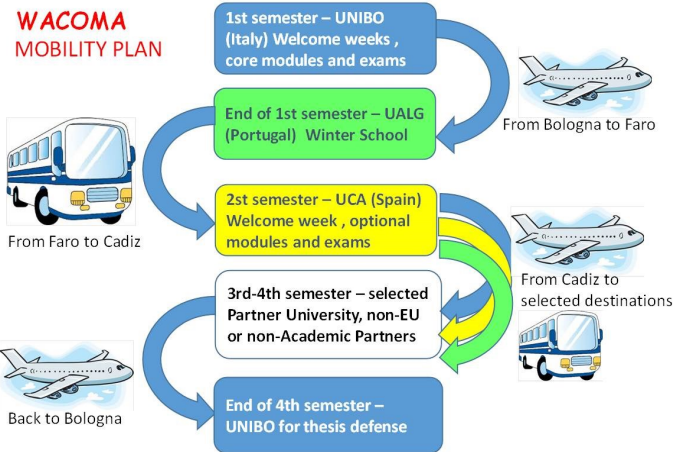 WACOMA
MOBILITY PLAN
1st semester – UNIBO
(Italy) Welcome weeks ,
core modules and exams
From Bologna to Faro
End of 1st semester – UALG
(Portugal) Winter School
From Faro to Cadiz
2st semester – UCA (Spain)
Welcome week , optional
modules and exams
From Cadiz to
selected destinations
3rd-4th semester – selected
Partner University, non-EU
or non-Academic Partners
Back to Bologna
End of 4th semester –
UNIBO for thesis defense